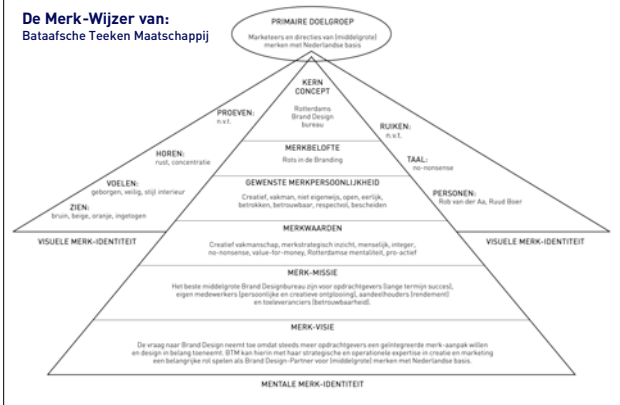 De Merk-Wijzer van:
Bataafsche Teeken Maatschappij
PRIMAIRE DOELGROEP
Marketeers en directies van (middelgrote)
merken met Nederlandse basis
KERN
CONCEPT
Rotterdams
Brand Design
bureau
PROEVEN:
n.v.t.
HOREN:
rust, concentratie
VOELEN:
geborgen, veilig, stijl interieur
ZIEN:
bruin, beige, oranje, ingetogen
VISUELE MERK-IDENTITEIT
RUIKEN:
n.v.t.
TAAL:
no-nonsense
PERSONEN:
Rob van der Aa, Ruud Boer
VISUELE MERK-IDENTITEIT
MERKBELOFTE
Rots in de Branding
GEWENSTE MERKPERSOONLIJKHEID
Creatief, vakman, niet eigenwijs, open, eerlijk,
betrokken, betrouwbaar, respectvol, bescheiden
MERKWAARDEN
Creatief vakmanschap, merkstrategisch inzicht, menselijk, integer,
no-nonsense, value-for-money, Rotterdamse mentaliteit, pro-actief
MERK-MISSIE
Het beste middelgrote Brand Designbureau zijn voor opdrachtgevers (lange termijn succes),
eigen medewerkers (persoonlijke en creatieve ontplooiing), aandeelhouders (rendement)
en toeleveranciers (betrouwbaarheid).
MERK-VISIE
De vraag naar Brand Design neemt toe omdat steeds meer opdrachtgevers een geïntegreerde merk-aanpak willen
en design in belang toeneemt. BTM kan hierin met haar strategische en operationele expertise in creatie en marketing
een belangrijke rol spelen als Brand Design-Partner voor (middelgrote) merken met Nederlandse basis.
MENTALE MERK-IDENTITEIT